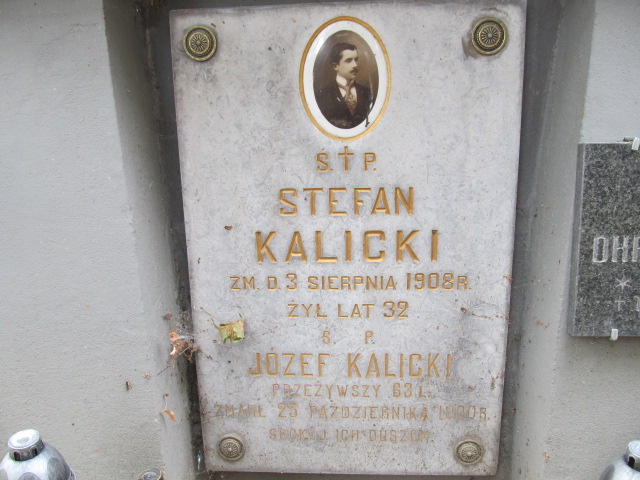 Ś.†P.
STEFAN
KALICKI
ZM. D. 3 SIERPNIA 1908 R.
ŻYŁ LAT 32
Ś. P.
JÓZEF KALICKI
PRZEŻYWSZY 63 L.
ZMARŁ 25 PAŹDZIERNIKA R.
SPOKÓJ ICH DUSZOM.